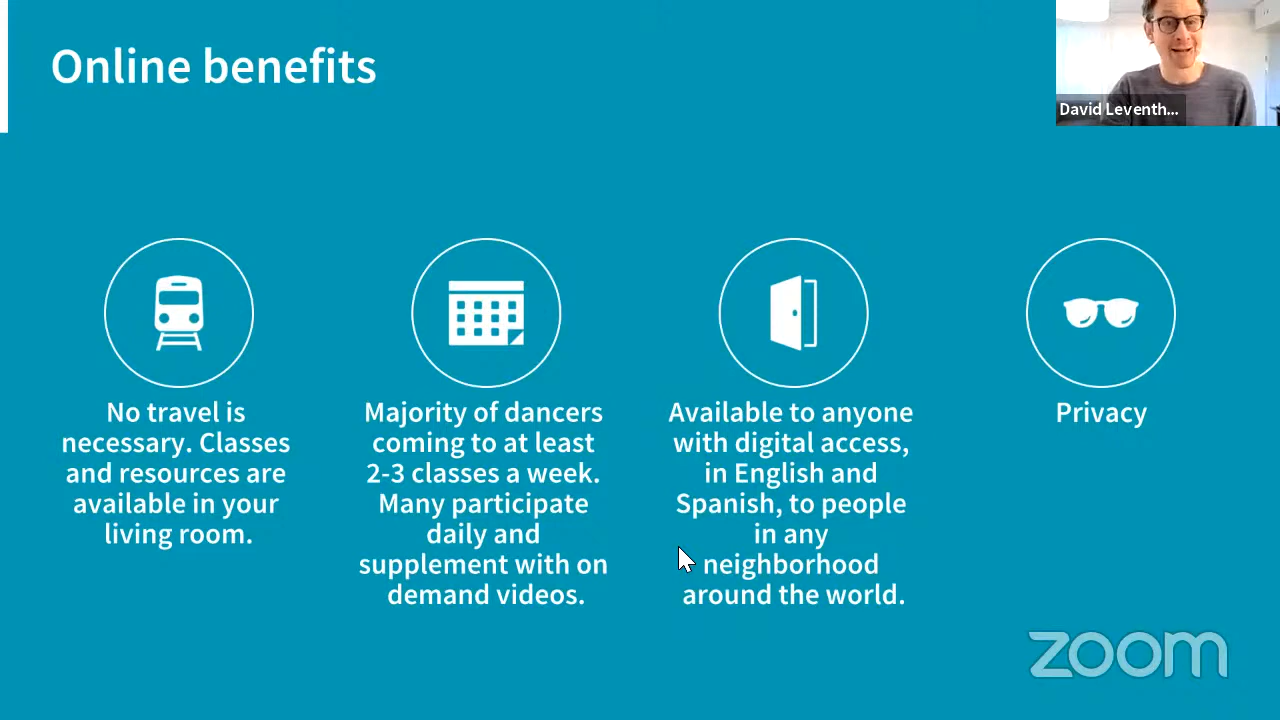 Online benefits
David Leventh...
No travel is
necessary. Classes
and resources are
available in your
living room.
Majority of dancers
coming to at least
2-3 classes a week.
Many participate
daily and
supplement with on
demand videos.
Available to anyone
with digital access,
in English and
Spanish, to people
in any
neighborhood
around the world.
Privacy
zoom